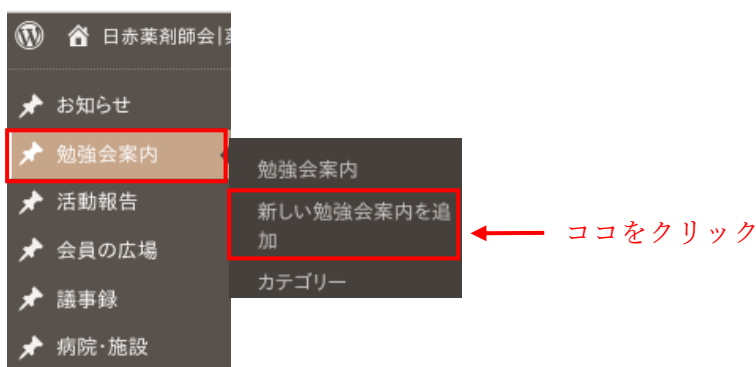 日赤薬剤師会|
お知らせ
勉強会案内
活動報告
会員の広場
議事録
病院・施設
勉強会案内
新しい勉強会案内を追
加
カテゴリー
ココをクリック